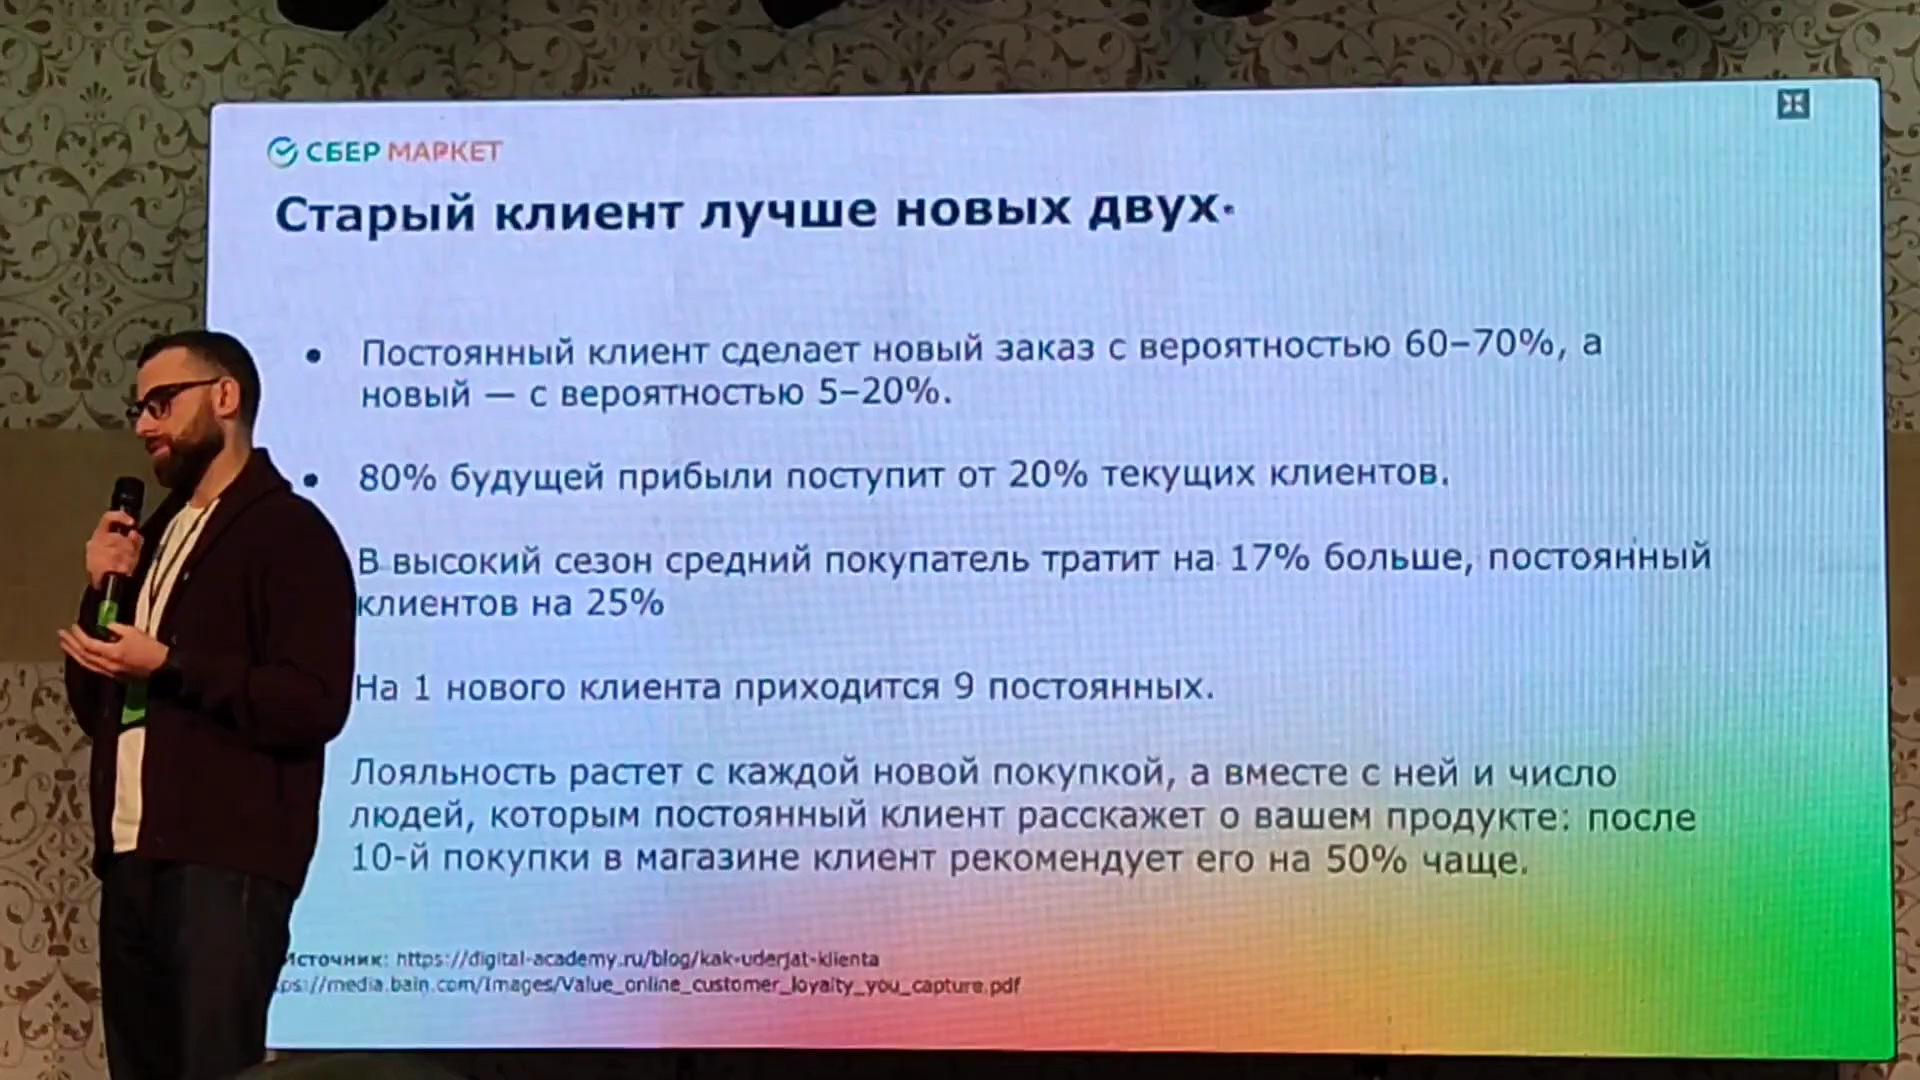 СБЕР МАРКЕТ
Старый клиент лучше новых двух.
• Постоянный клиент сделает новый заказ с вероятностью 60–70%, а
новый — с вероятностью 5–20%.
• 80% будущей прибыли поступит от 20% текущих клиентов.
В высокий сезон средний покупатель тратит на 17% больше, постоянный
клиентов на 25%
На 1 нового клиента приходится 9 постоянных.
Лояльность растет с каждой новой покупкой, а вместе с ней и число
людей, которым постоянный клиент расскажет о вашем продукте: после
10-й покупки в магазине клиент рекомендует его на 50% чаще.
Источник: https://digital-academy.ru/blog/kak-uderjat-klienta
ps://media.bain.com/Images/Value_online_customer_loyalty_you_capture.pdf